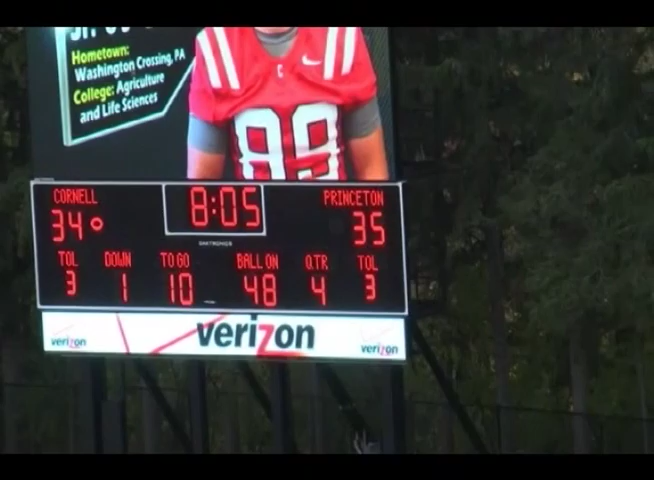 Hometown:
Washington Crossing, PA
College: Agriculture
and Life Sciences
C
89
CORNELL 8:05 PRINCETON
34 35
DAKTRONICS
TOL DOWN TO GO BALL ON QTR TOL
3 1 10 48 4 3
verizon verizon verizon